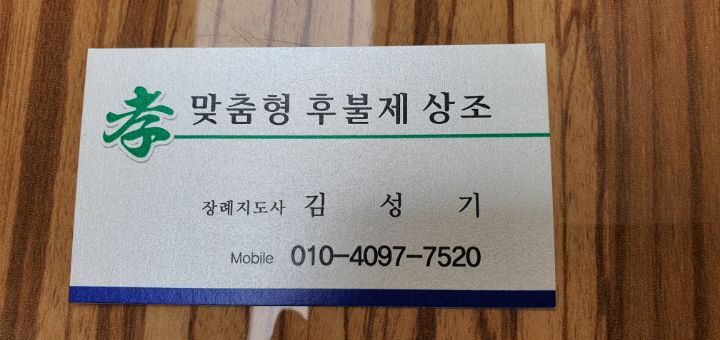 孝 맞춤형 후불제 상조
장례지도사 김 성 기
Mobile 010-4097-7520